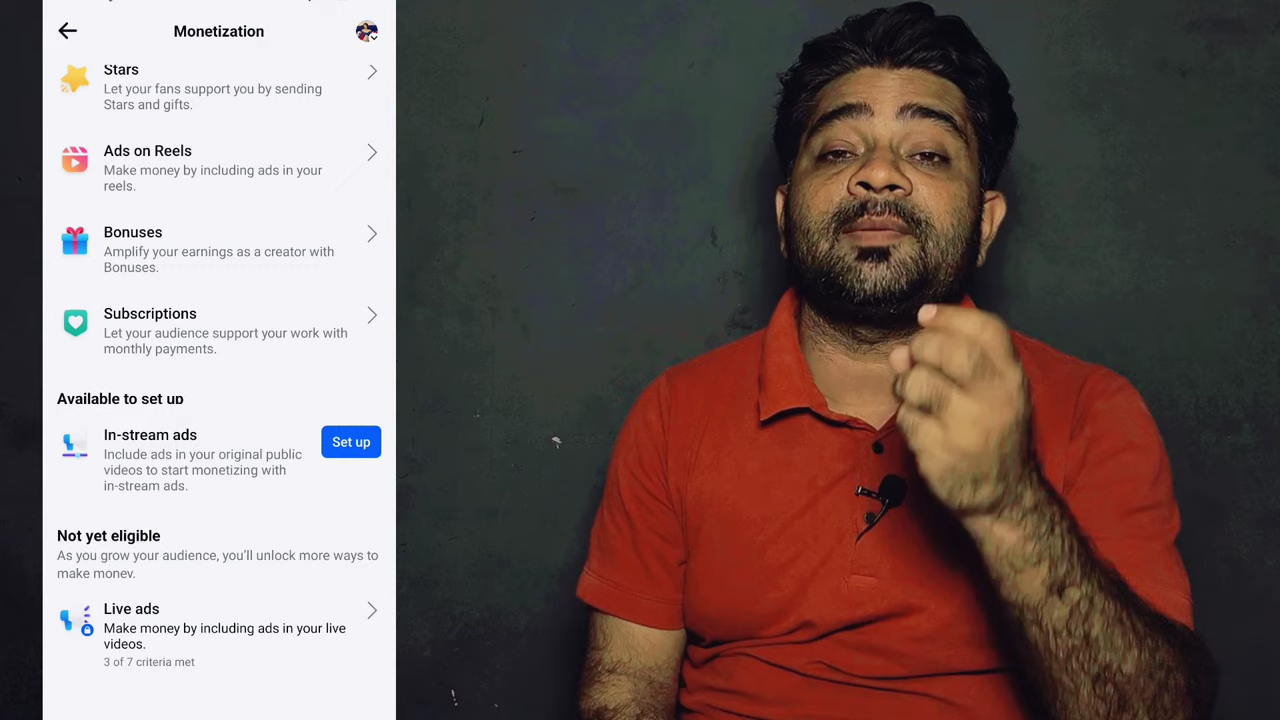 Monetization
Stars
Let your fans support you by sending
Stars and gifts.
Ads on Reels
Make money by including ads in your
reels.
Bonuses
Amplify your earnings as a creator with
Bonuses.
Subscriptions
Let your audience support your work with
monthly payments.
Available to set up
In-stream ads
Include ads in your original public
videos to start monetizing with
in-stream ads.
Set up
Not yet eligible
As you grow your audience, you'll unlock more ways to
make money.
Live ads
Make money by including ads in your live
videos.
3 of 7 criteria met